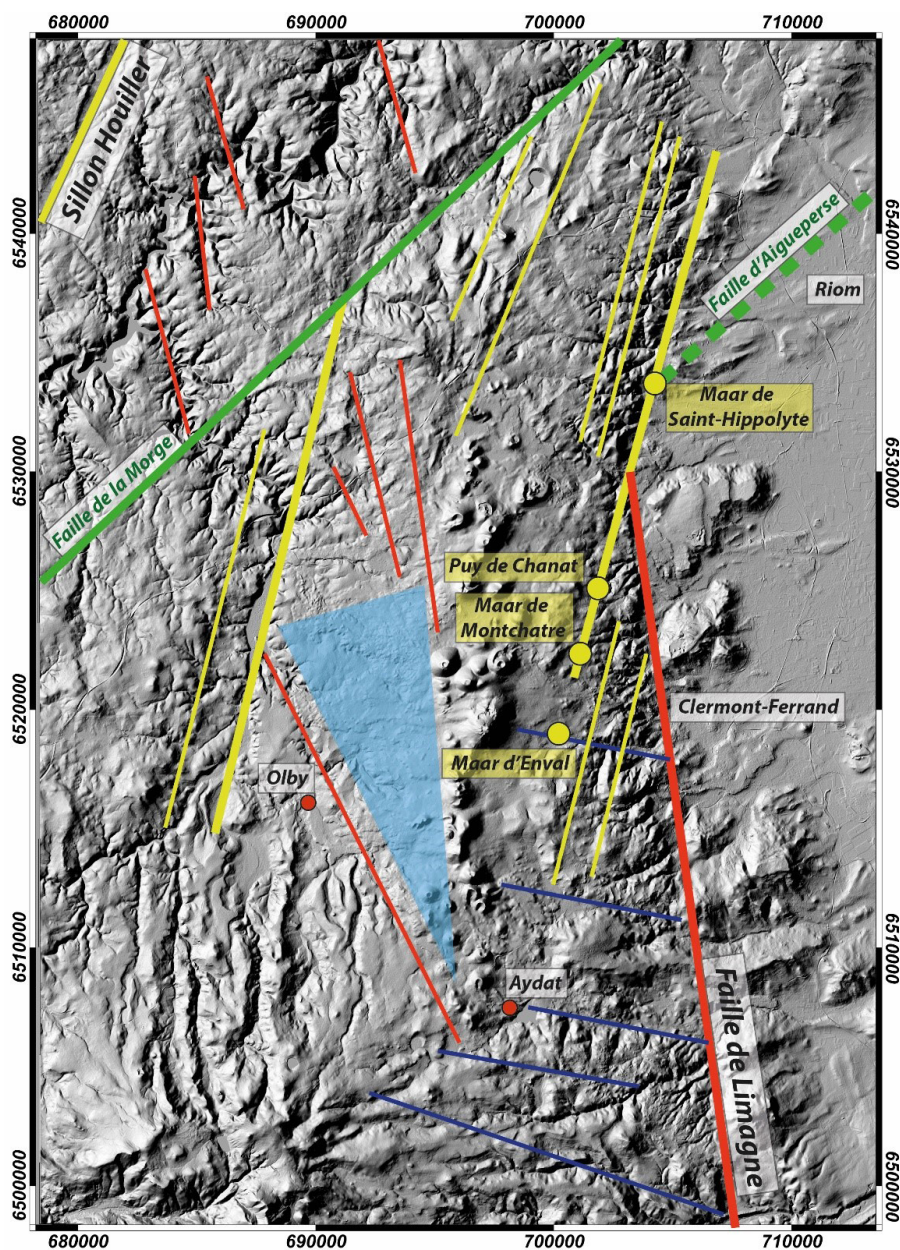 680000
690000
700000
710000
Sillon Houiller
6540000
6540000
Faille d'Aigueperse
Riom
Maar de
Saint-Hippolyte
Faille de la Morge
6530000
6530000
Puy de Chanat
Maar de
Montchatre
6520000
6520000
Clermont-Ferrand
Maar d'Enval
Olby
6510000
6510000
Aydat
Faille de Limagne
6500000
6500000
680000
690000
700000
710000